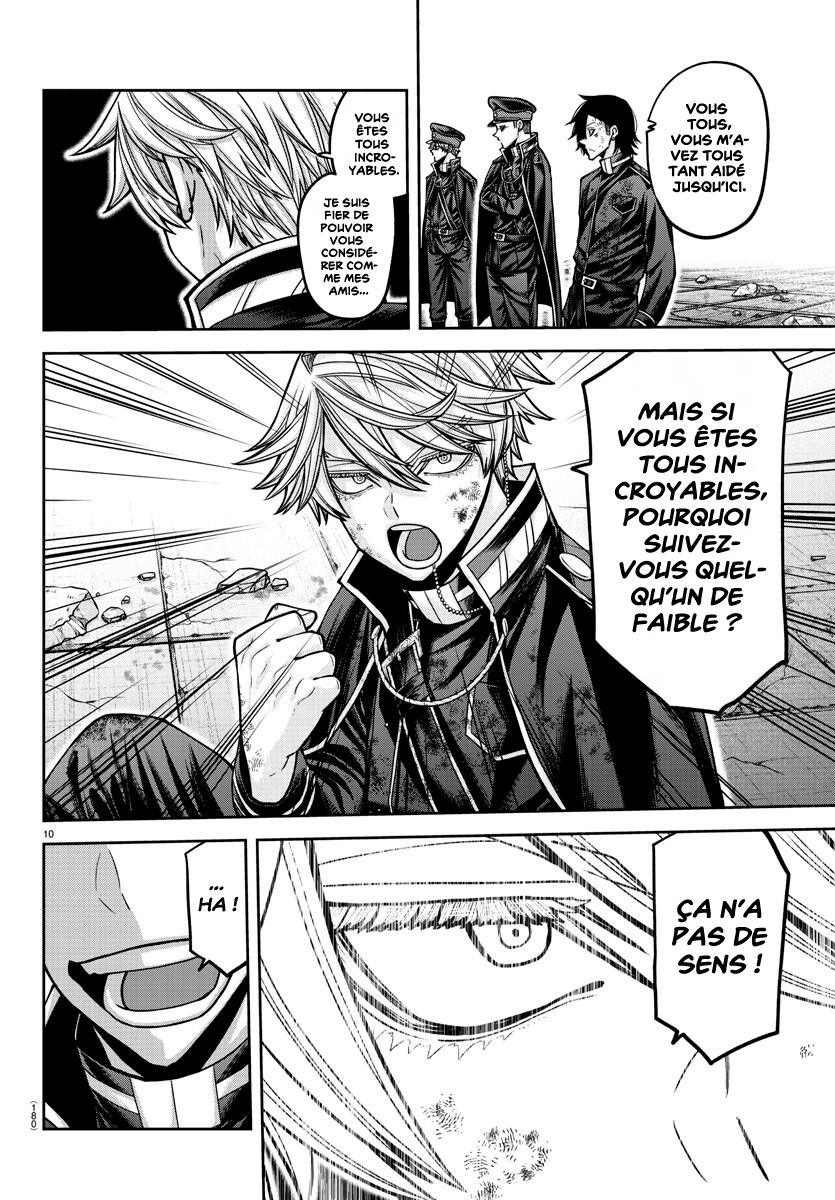 VOUS
TOUS,
VOUS M'A-
VEZ TOUS
TANT AIDÉ
JUSQU'ICI.
VOUS
ÊTES
TOUS
INCRO-
YABLES.
JE SUIS
FIER DE
POUVOIR
VOUS
CONSIDÉ-
RER COM-
ME MES
AMIS...
MAIS SI
VOUS ÊTES
TOUS IN-
CROYABLES,
POURQUOI
SUIVEZ-
VOUS QUEL-
QU'UN DE
FAIBLE ?
10
ÇA N'A
PAS DE
SENS !
...
HA !
(180)